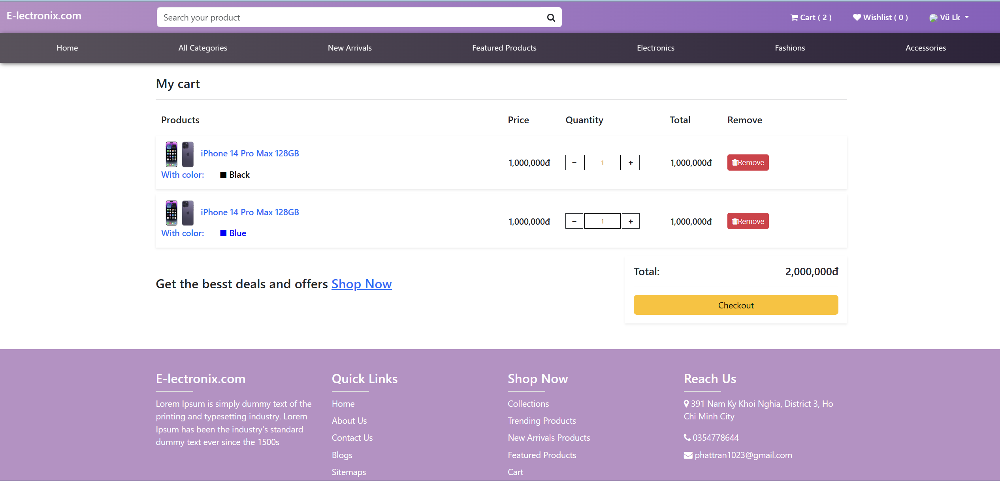 E-lectronix.com
Search your product
Cart ( 2 )
Wishlist ( 0 )
Vũ Lk
Home
All Categories
New Arrivals
Featured Products
Electronics
Fashions
Accessories
My cart
Products
Price
Quantity
Total
Remove
iPhone 14 Pro Max 128GB
1,000,000đ
-
1
+
1,000,000đ
Remove
With color:
Black
iPhone 14 Pro Max 128GB
1,000,000đ
-
1
+
1,000,000đ
Remove
With color:
Blue
Get the besst deals and offers Shop Now
Total:
2,000,000đ
Checkout
E-lectronix.com
Lorem Ipsum is simply dummy text of the
printing and typesetting industry. Lorem
Ipsum has been the industry's standard
dummy text ever since the 1500s
Quick Links
Home
About Us
Contact Us
Blogs
Sitemaps
Shop Now
Collections
Trending Products
New Arrivals Products
Featured Products
Cart
Reach Us
391 Nam Ky Khoi Nghia, District 3, Ho
Chi Minh City
0354778644
phattran1023@gmail.com